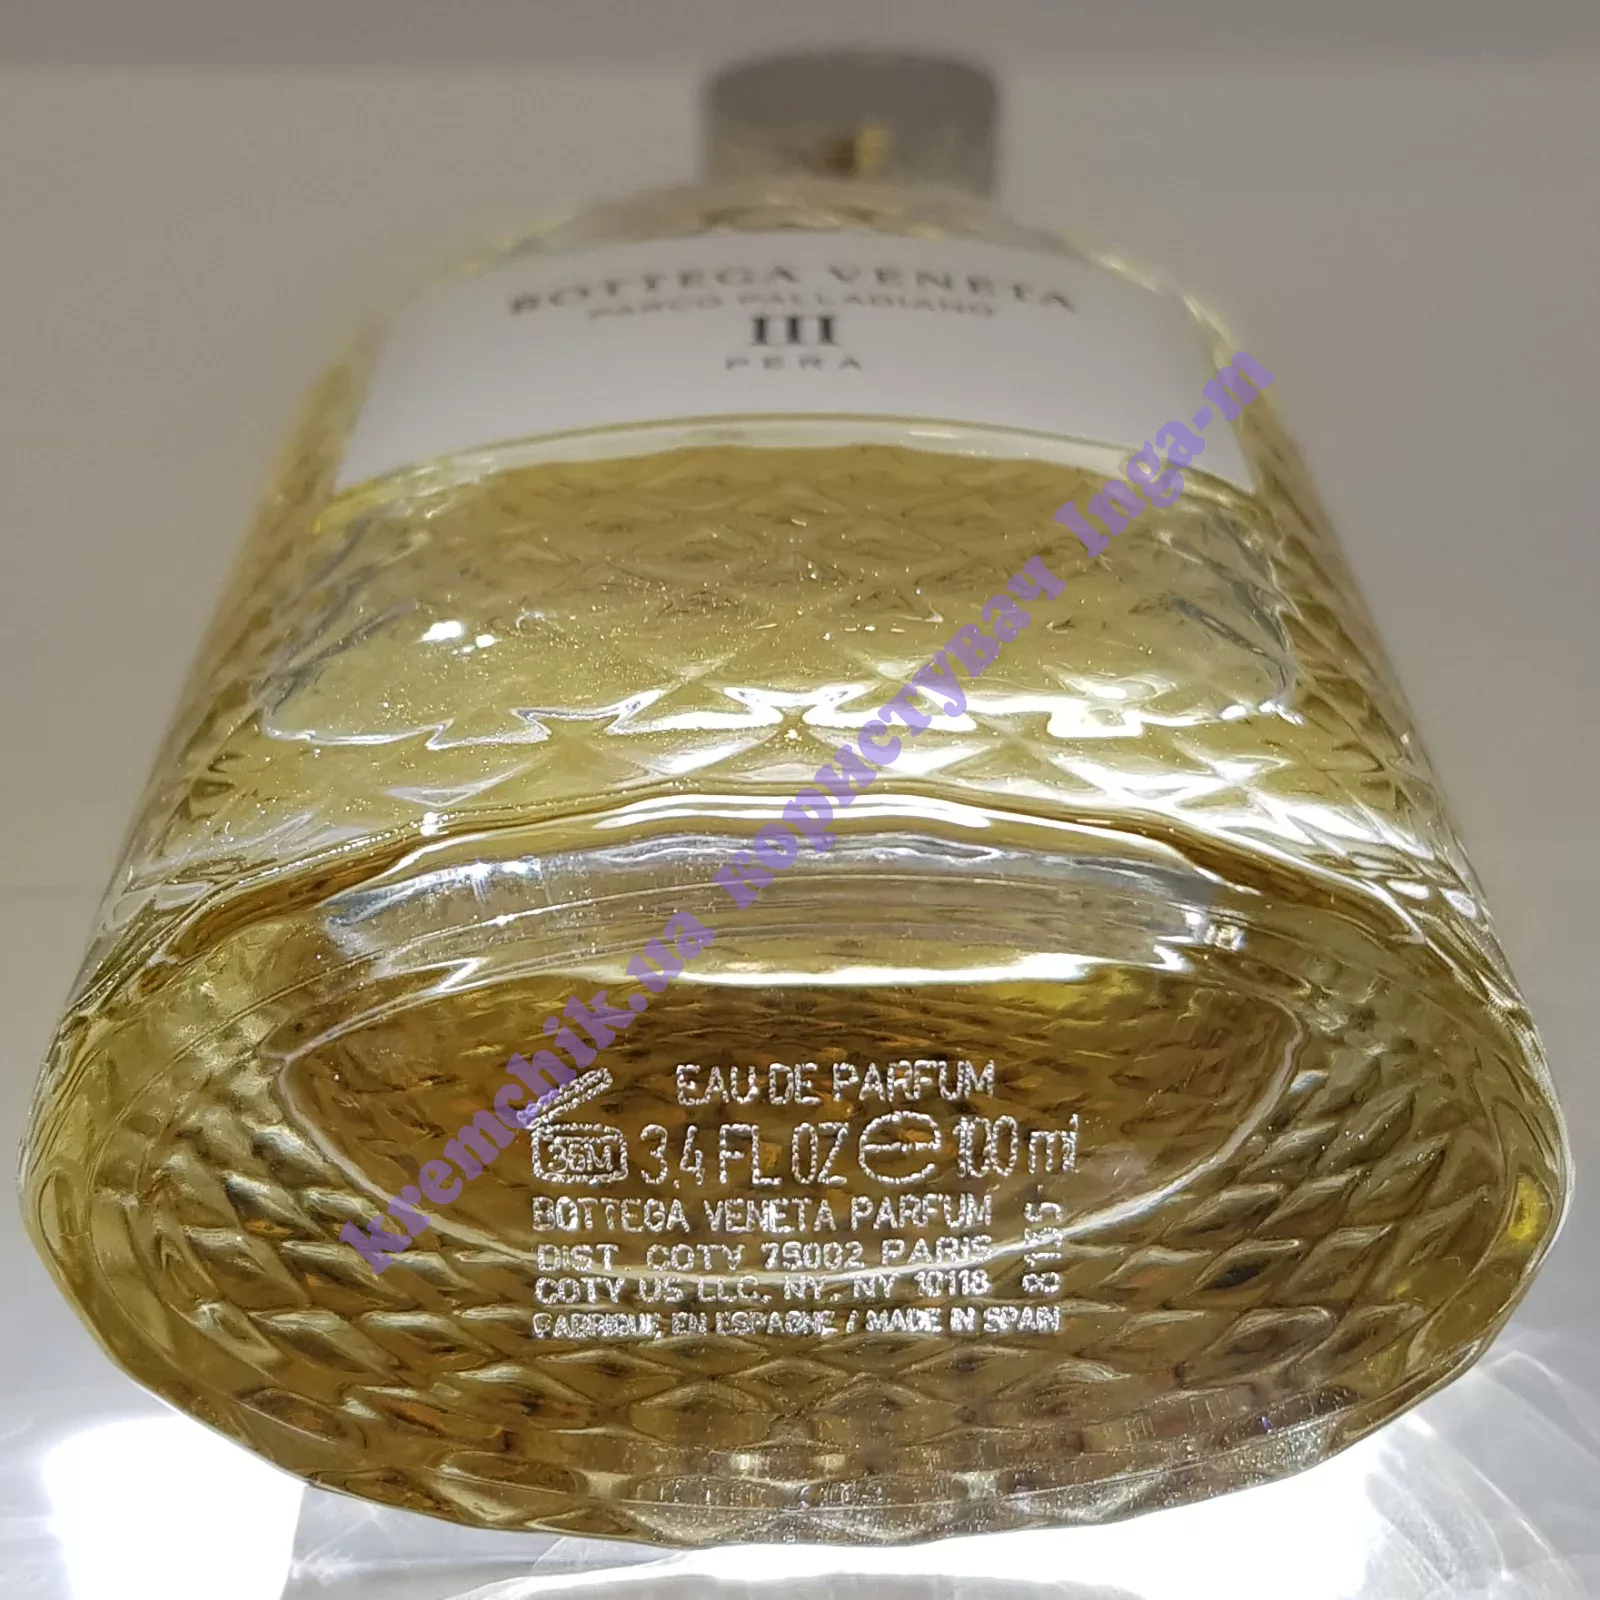 BOTTEGA VENETA
PARCO PALLADIANO
III
PERA
kremchik.ua користувач Inga-m
EAU DE PARFUM
36M 3,4 FL. OZ ℮ 100 ml
BOTTEGA VENETA PARFUM
DIST. COTY 75002 PARIS
COTY US LLC, NY, NY 10118
FABRIQUÉ EN ESPAGNE / MADE IN SPAIN
8155